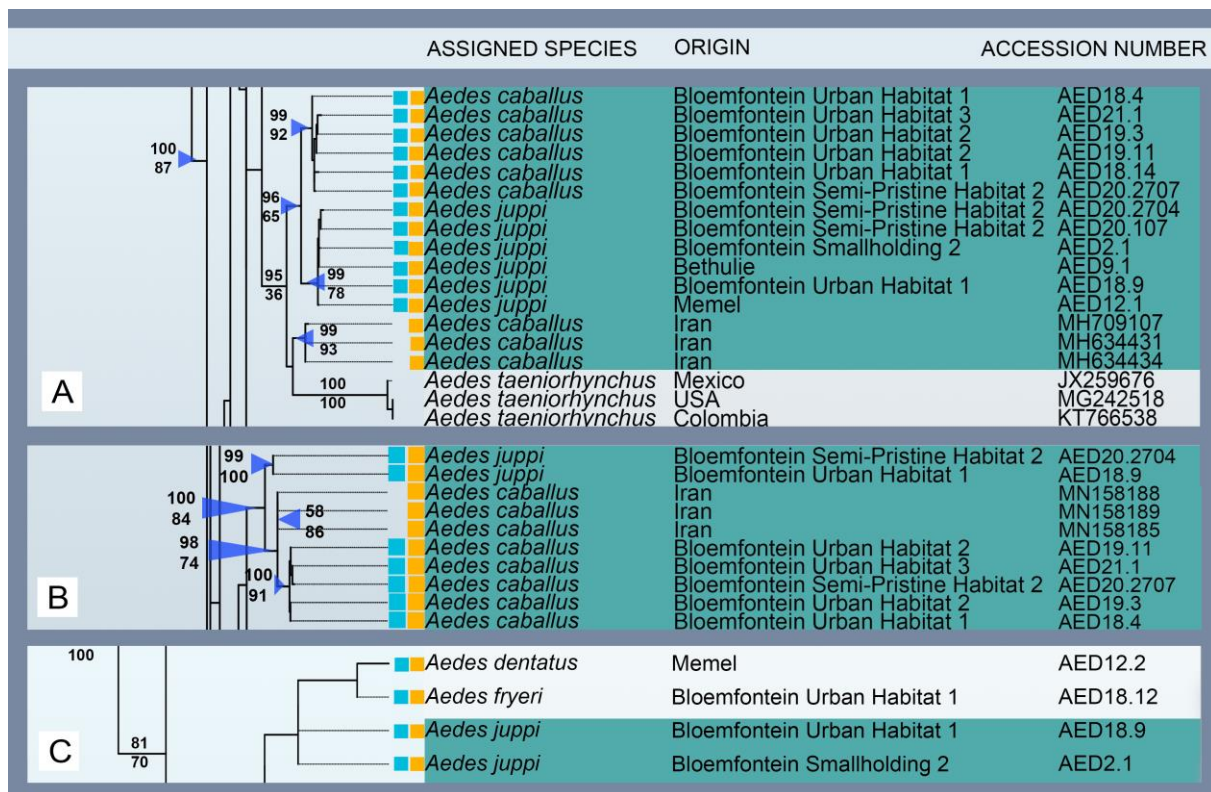 ASSIGNED SPECIES ORIGIN ACCESSION NUMBER
Aedes caballus Bloemfontein Urban Habitat 1 AED18.4
99 Aedes caballus Bloemfontein Urban Habitat 3 AED21.1
92 Aedes caballus Bloemfontein Urban Habitat 2 AED19.3
100 Aedes caballus Bloemfontein Urban Habitat 2 AED19.11
87 Aedes caballus Bloemfontein Urban Habitat 1 AED18.14
96 Aedes caballus Bloemfontein Semi-Pristine Habitat 2 AED20.2707
65 Aedes juppi Bloemfontein Semi-Pristine Habitat 2 AED20.2704
Aedes juppi Bloemfontein Semi-Pristine Habitat 2 AED20.107
Aedes juppi Bloemfontein Smallholding 2 AED2.1
95 99 Aedes juppi Bethulie AED9.1
36 78 Aedes juppi Bloemfontein Urban Habitat 1 AED18.9
Aedes juppi Memel AED12.1
99 Aedes caballus Iran MH709107
93 Aedes caballus Iran MH634431
Aedes caballus Iran MH634434
A 100 Aedes taeniorhynchus Mexico JX259676
100 Aedes taeniorhynchus USA MG242518
Aedes taeniorhynchus Colombia KT766538
99 Aedes juppi Bloemfontein Semi-Pristine Habitat 2 AED20.2704
100 Aedes juppi Bloemfontein Urban Habitat 1 AED18.9
100 Aedes caballus Iran MN158188
84 58 Aedes caballus Iran MN158189
98 86 Aedes caballus Iran MN158185
74 Aedes caballus Bloemfontein Urban Habitat 2 AED19.11
100 Aedes caballus Bloemfontein Urban Habitat 3 AED21.1
91 Aedes caballus Bloemfontein Semi-Pristine Habitat 2 AED20.2707
B Aedes caballus Bloemfontein Urban Habitat 2 AED19.3
Aedes caballus Bloemfontein Urban Habitat 1 AED18.4
100 Aedes dentatus Memel AED12.2
Aedes fryeri Bloemfontein Urban Habitat 1 AED18.12
81 Aedes juppi Bloemfontein Urban Habitat 1 AED18.9
C 70 Aedes juppi Bloemfontein Smallholding 2 AED2.1